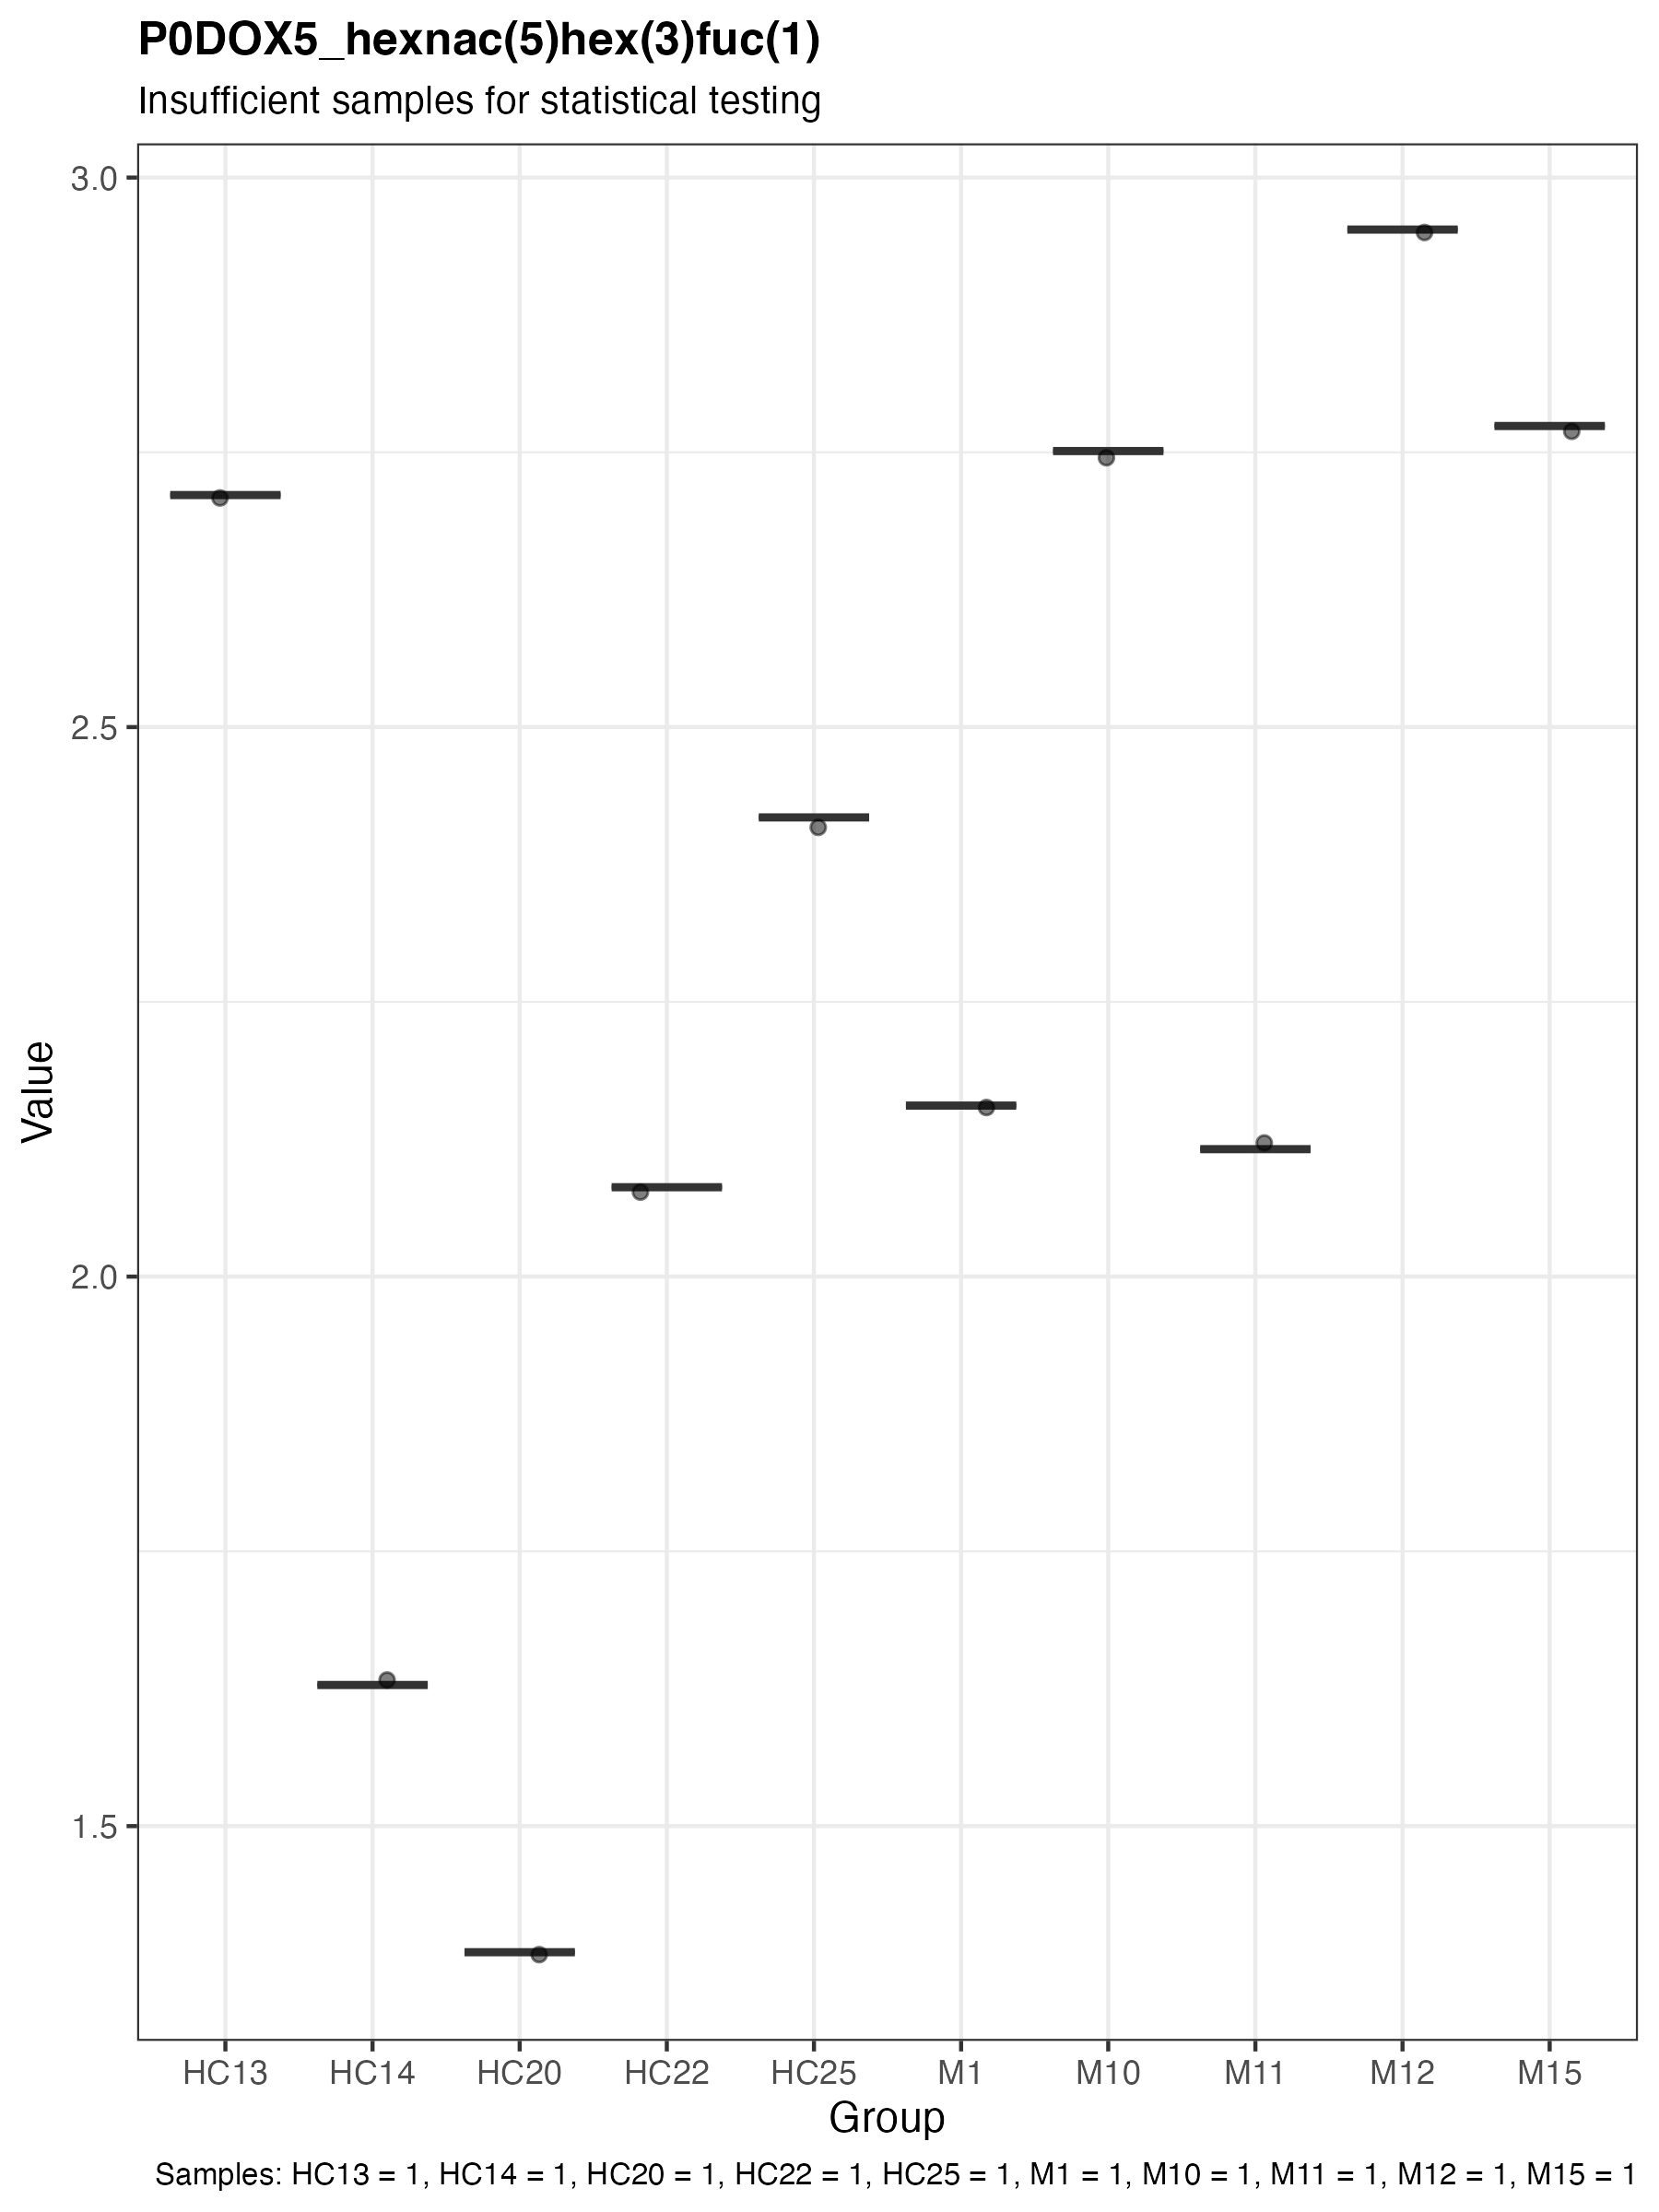 P0DOX5_hexnac(5)hex(3)fuc(1)
Insufficient samples for statistical testing
3.0
2.5
2.0
1.5
Value
HC13 HC14 HC20 HC22 HC25 M1 M10 M11 M12 M15
Group
Samples: HC13 = 1, HC14 = 1, HC20 = 1, HC22 = 1, HC25 = 1, M1 = 1, M10 = 1, M11 = 1, M12 = 1, M15 = 1